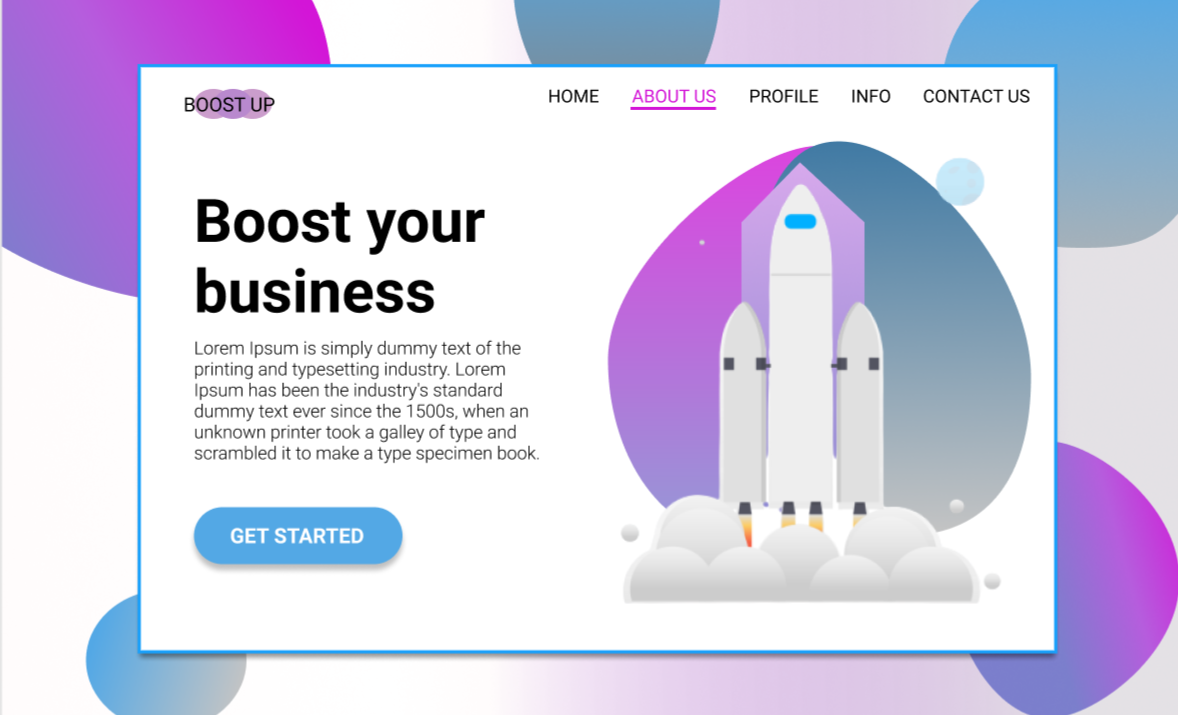 BOOST UP
HOME ABOUT US PROFILE INFO CONTACT US
Boost your
business
Lorem Ipsum is simply dummy text of the
printing and typesetting industry. Lorem
Ipsum has been the industry's standard
dummy text ever since the 1500s, when an
unknown printer took a galley of type and
scrambled it to make a type specimen book.
GET STARTED